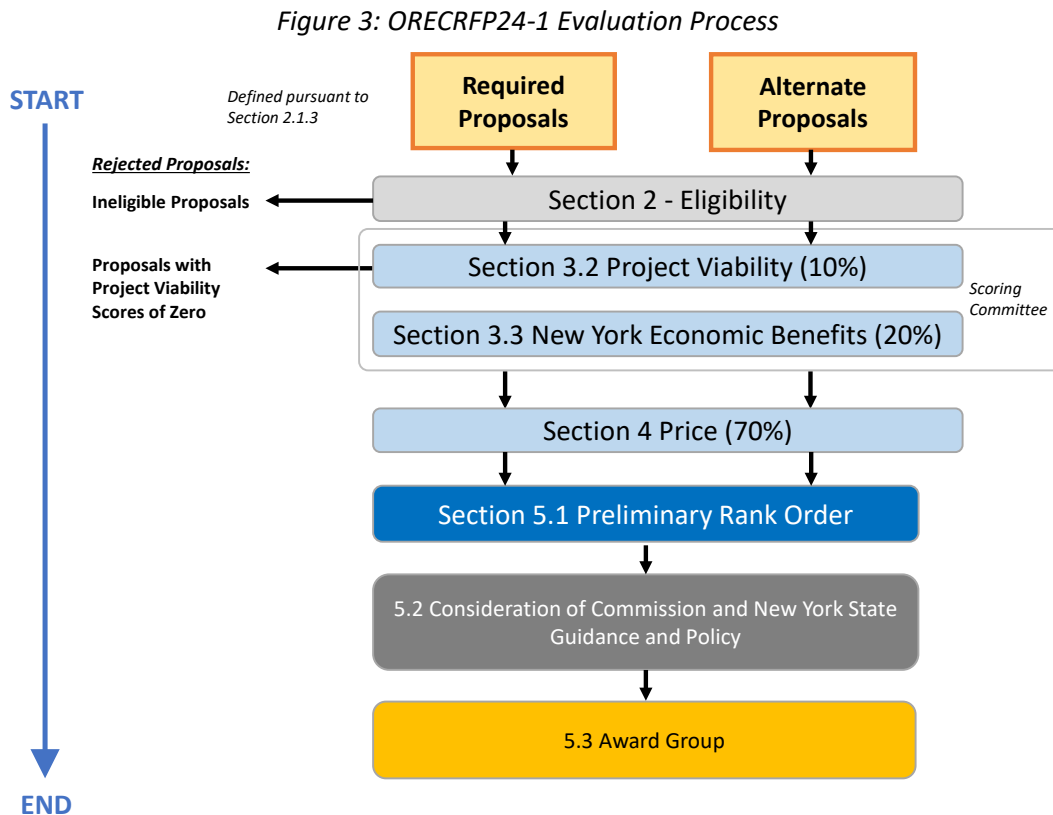 Figure 3: ORECRFP24-1 Evaluation Process
START
Defined pursuant to
Section 2.1.3
Required
Proposals
Alternate
Proposals
Rejected Proposals:
Ineligible Proposals
Section 2 - Eligibility
Proposals with
Project Viability
Scores of Zero
Section 3.2 Project Viability (10%)
Scoring
Committee
Section 3.3 New York Economic Benefits (20%)
Section 4 Price (70%)
Section 5.1 Preliminary Rank Order
5.2 Consideration of Commission and New York State
Guidance and Policy
5.3 Award Group
END